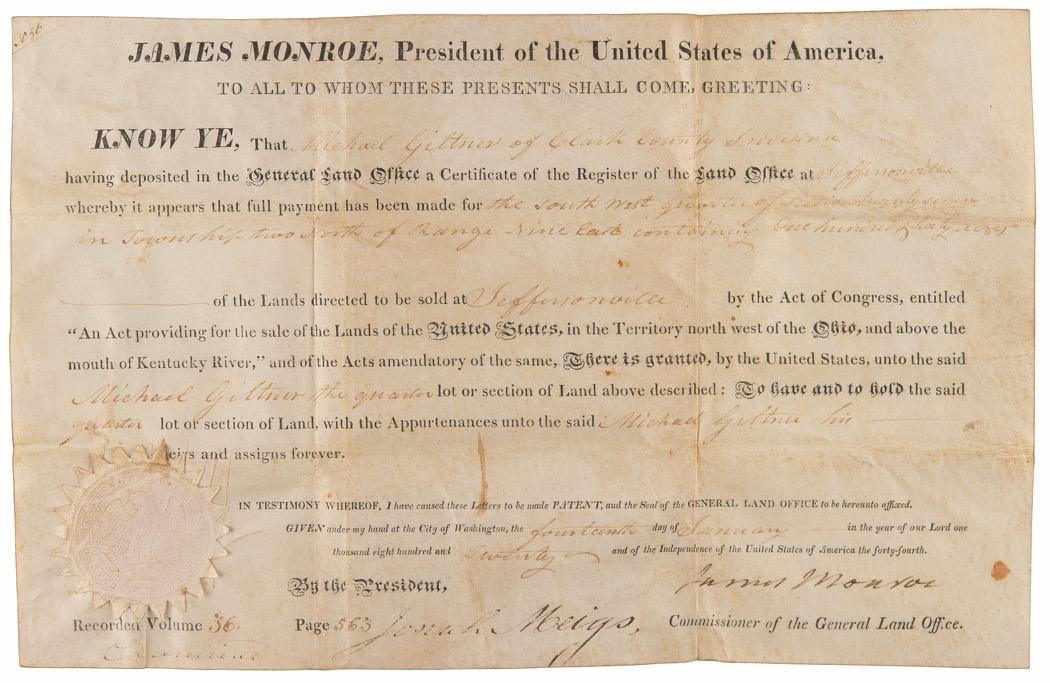 3056
JAMES MONROE, President of the United States of America,
TO ALL TO WHOM THESE PRESENTS SHALL COME, GREETING:
KNOW YE, That Michael Giltner of Clark County Indiana
having deposited in the General Land Office a Certificate of the Register of the Land Office at Jeffersonville
whereby it appears that full payment has been made for the South West quarter of Section twenty seven
in Township two North of Range Nine East, containing One hundred & sixty acres
of the Lands directed to be sold at Jeffersonville by the Act of Congress, entitled
“An Act providing for the sale of the Lands of the United States, in the Territory north west of the Ohio, and above the
mouth of Kentucky River,” and of the Acts amendatory of the same, There is granted, by the United States, unto the said
Michael Giltner the quarter lot or section of Land above described: To have and to hold the said
quarter lot or section of Land, with the Appurtenances unto the said Michael Giltner his
heirs and assigns forever.
IN TESTIMONY WHEREOF, I have caused these Letters to be made PATENT, and the Seal of the GENERAL LAND OFFICE to be hereunto affixed.
GIVEN under my hand at the City of Washington, the fourteenth day of January in the year of our Lord one
thousand eight hundred and twenty and of the Independence of the United States of America the forty-fourth.
By the President, James Monroe
Recorded Volume 36. Page 563 Josiah Meigs, Commissioner of the General Land Office.